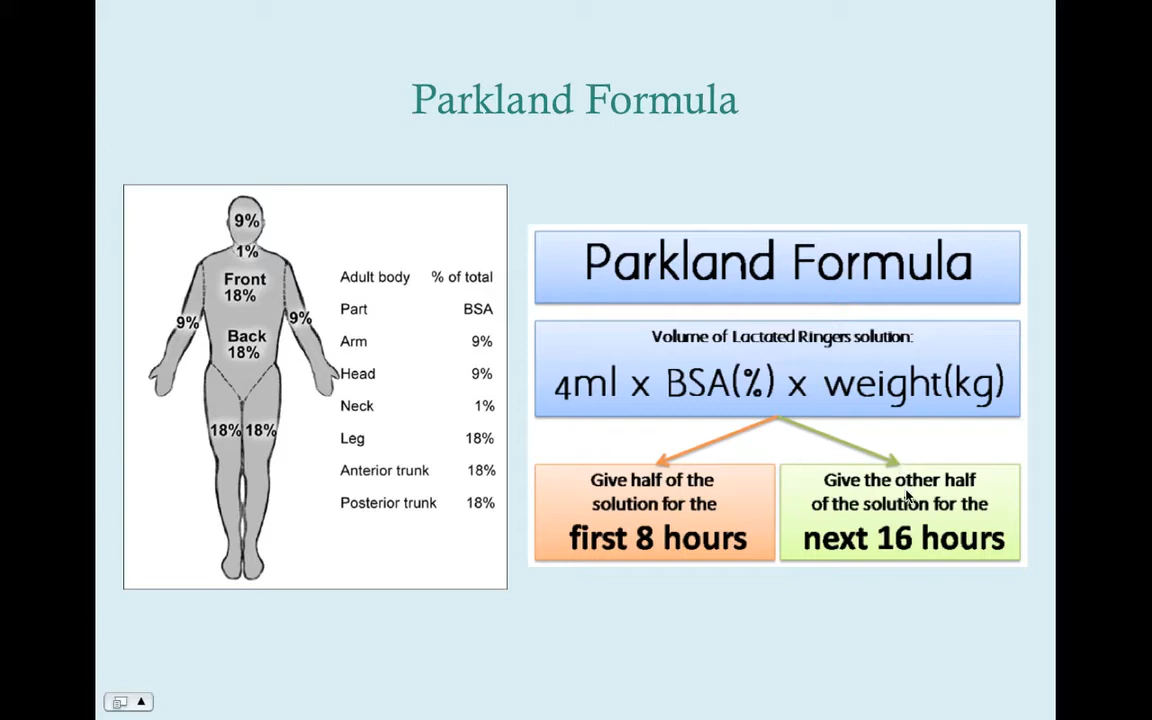 Parkland Formula
9%
1%
Front
18%
9%
9%
Back
18%
18% 18%
Adult body % of total
Part BSA
Arm 9%
Head 9%
Neck 1%
Leg 18%
Anterior trunk 18%
Posterior trunk 18%
Parkland Formula
Volume of Lactated Ringers solution:
4ml x BSA(%) x weight(kg)
Give half of the
solution for the
first 8 hours
Give the other half
of the solution for the
next 16 hours